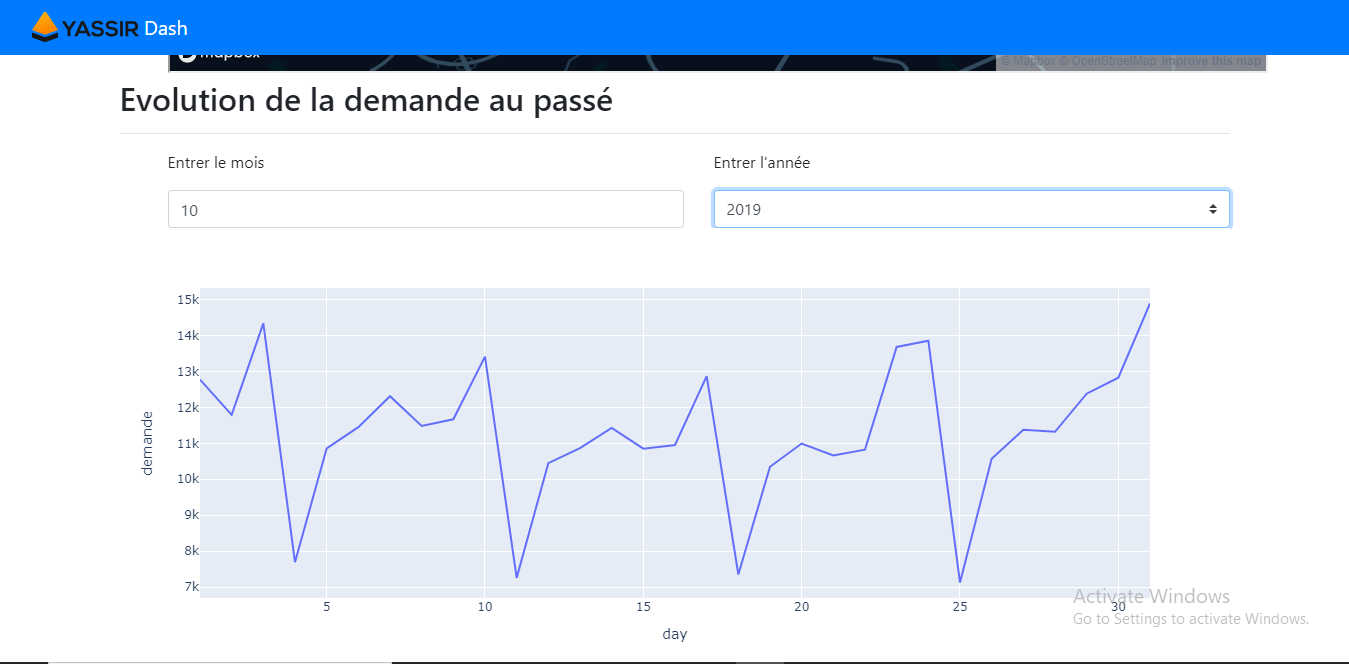 YASSIR Dash
mapbox
© Mapbox © OpenStreetMap Improve this map
Evolution de la demande au passé
Entrer le mois
Entrer l'année
10
2019
15k
14k
13k
12k
11k
10k
9k
8k
7k
demande
5
10
15
20
25
30
day
Activate Windows
Go to Settings to activate Windows.